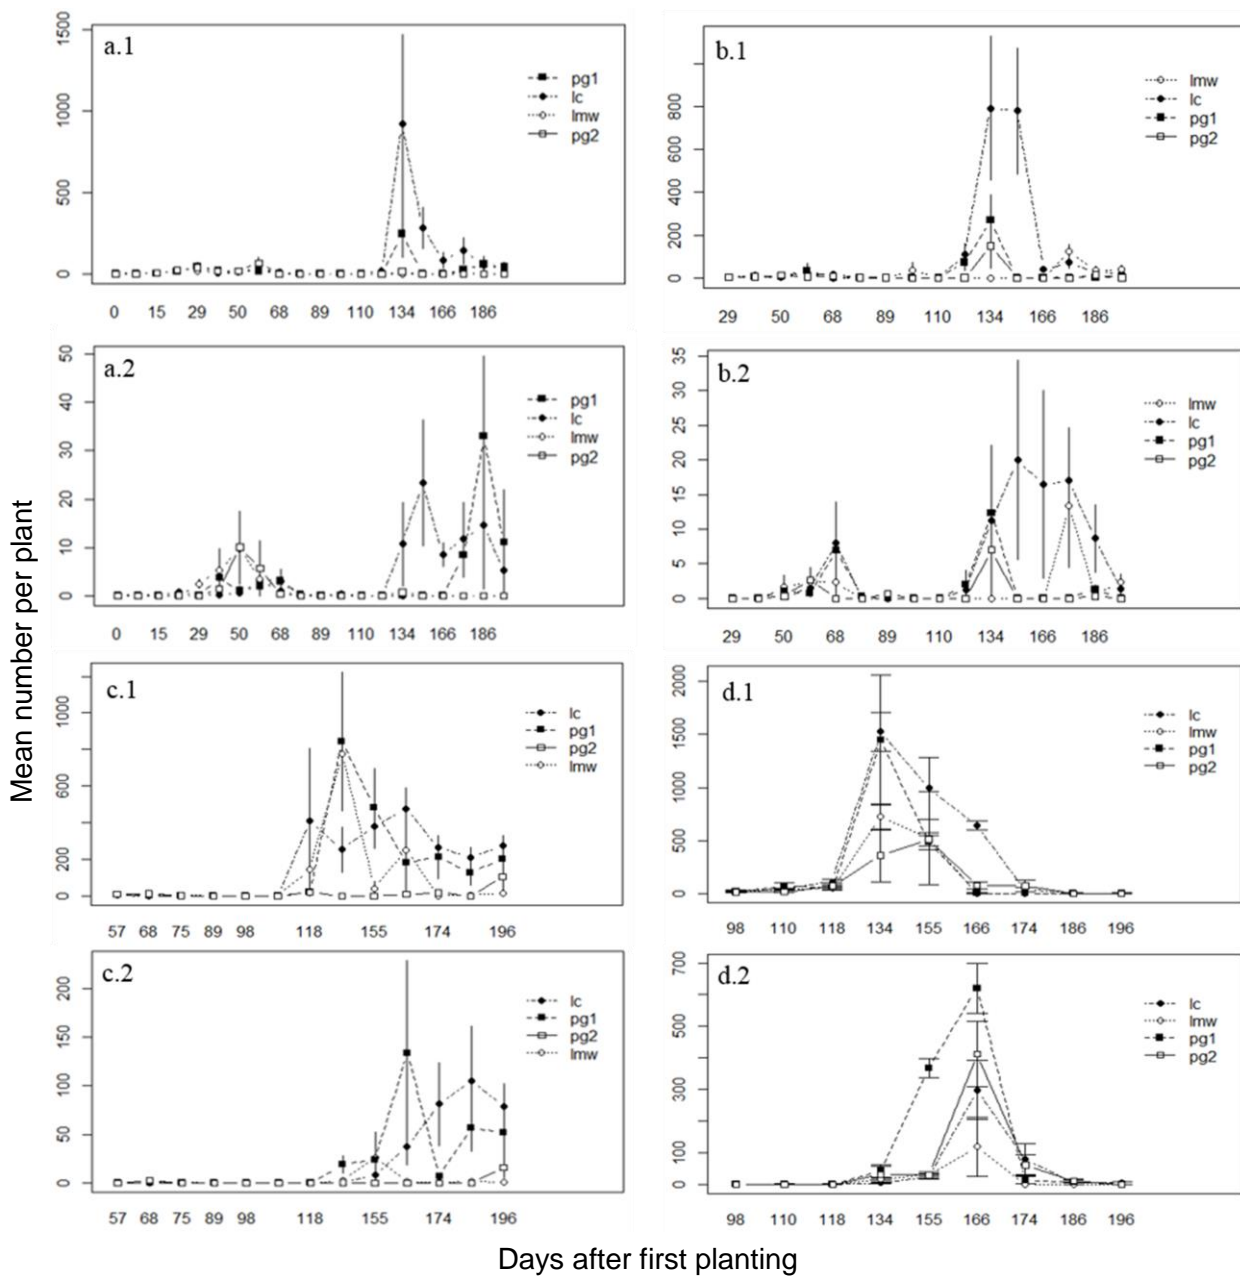 a.1
1500
1000
500
0
pg1
lc
lmw
pg2
0 15 29 50 68 89 110 134 166 186
b.1
800
600
400
200
0
lmw
lc
pg1
pg2
29 50 68 89 110 134 166 186
a.2
50
40
30
20
10
0
pg1
lc
lmw
pg2
0 15 29 50 68 89 110 134 166 186
b.2
35
30
25
20
15
10
5
0
lmw
lc
pg1
pg2
29 50 68 89 110 134 166 186
Mean number per plant
c.1
1000
600
200
0
lc
pg1
pg2
lmw
57 68 75 89 98 118 155 174 196
d.1
2000
1500
1000
500
0
lc
lmw
pg1
pg2
98 110 118 134 155 166 174 186 196
c.2
200
150
100
50
0
lc
pg1
pg2
lmw
57 68 75 89 98 118 155 174 196
d.2
700
500
300
100
0
lc
lmw
pg1
pg2
98 110 118 134 155 166 174 186 196
Days after first planting